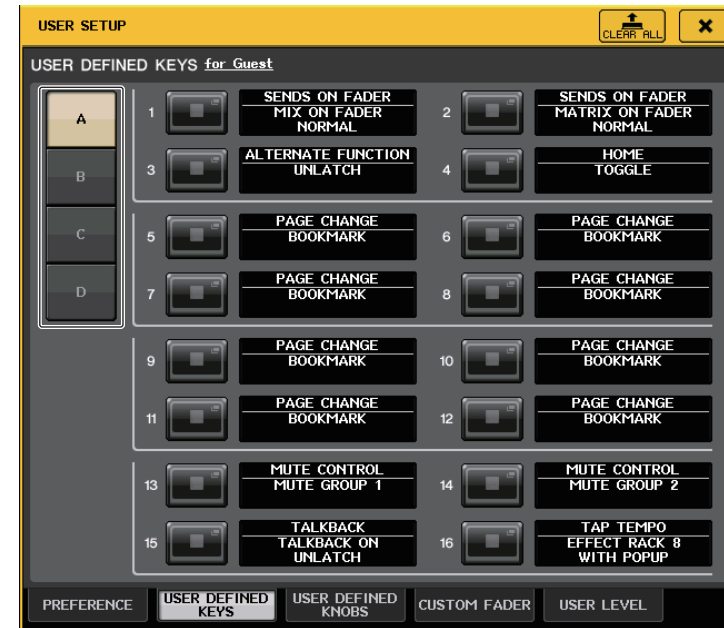 USER SETUP
CLEAR ALL
USER DEFINED KEYS for Guest
A
B
C
D
1
SENDS ON FADER
MIX ON FADER
NORMAL
2
SENDS ON FADER
MATRIX ON FADER
NORMAL
3
ALTERNATE FUNCTION
UNLATCH
4
HOME
TOGGLE
5
PAGE CHANGE
BOOKMARK
6
PAGE CHANGE
BOOKMARK
7
PAGE CHANGE
BOOKMARK
8
PAGE CHANGE
BOOKMARK
9
PAGE CHANGE
BOOKMARK
10
PAGE CHANGE
BOOKMARK
11
PAGE CHANGE
BOOKMARK
12
PAGE CHANGE
BOOKMARK
13
MUTE CONTROL
MUTE GROUP 1
14
MUTE CONTROL
MUTE GROUP 2
15
TALKBACK
TALKBACK ON
UNLATCH
16
TAP TEMPO
EFFECT RACK 8
WITH POPUP
PREFERENCE
USER DEFINED
KEYS
USER DEFINED
KNOBS
CUSTOM FADER
USER LEVEL